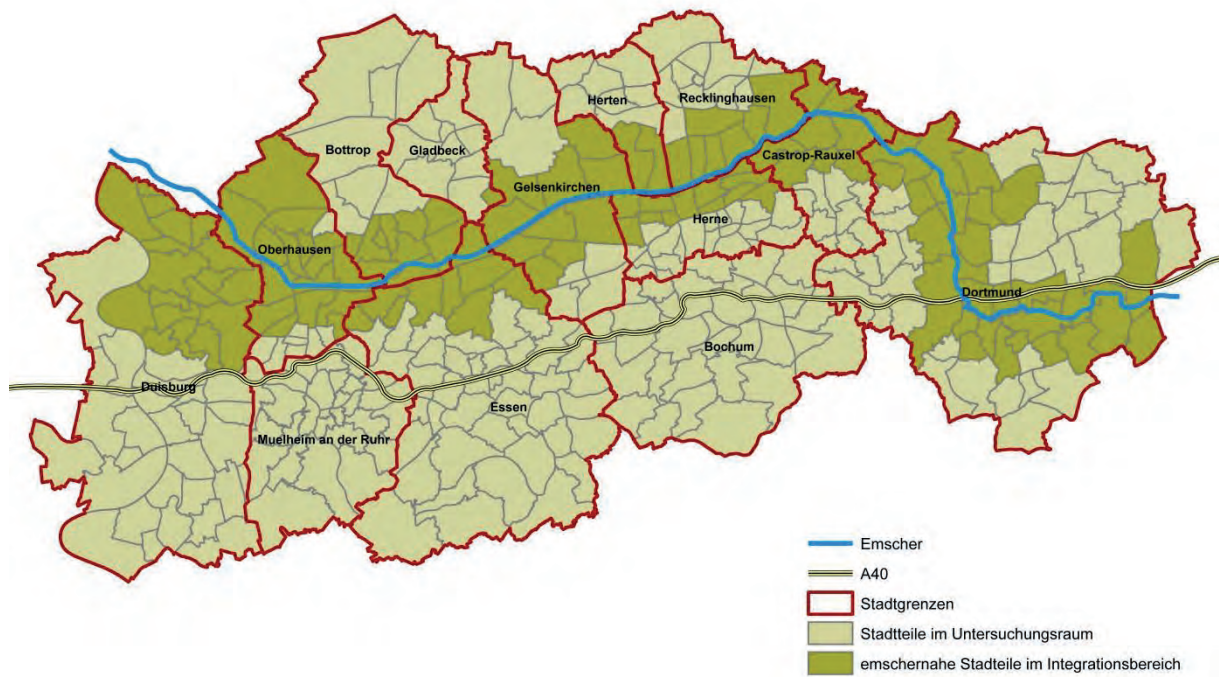 Herten
Recklinghausen
Bottrop
Gladbeck
Castrop-Rauxel
Gelsenkirchen
Herne
Oberhausen
Dortmund
Bochum
Duisburg
Essen
Muelheim an der Ruhr
Emscher
A40
Stadtgrenzen
Stadtteile im Untersuchungsraum
emschernahe Stadteile im Integrationsbereich